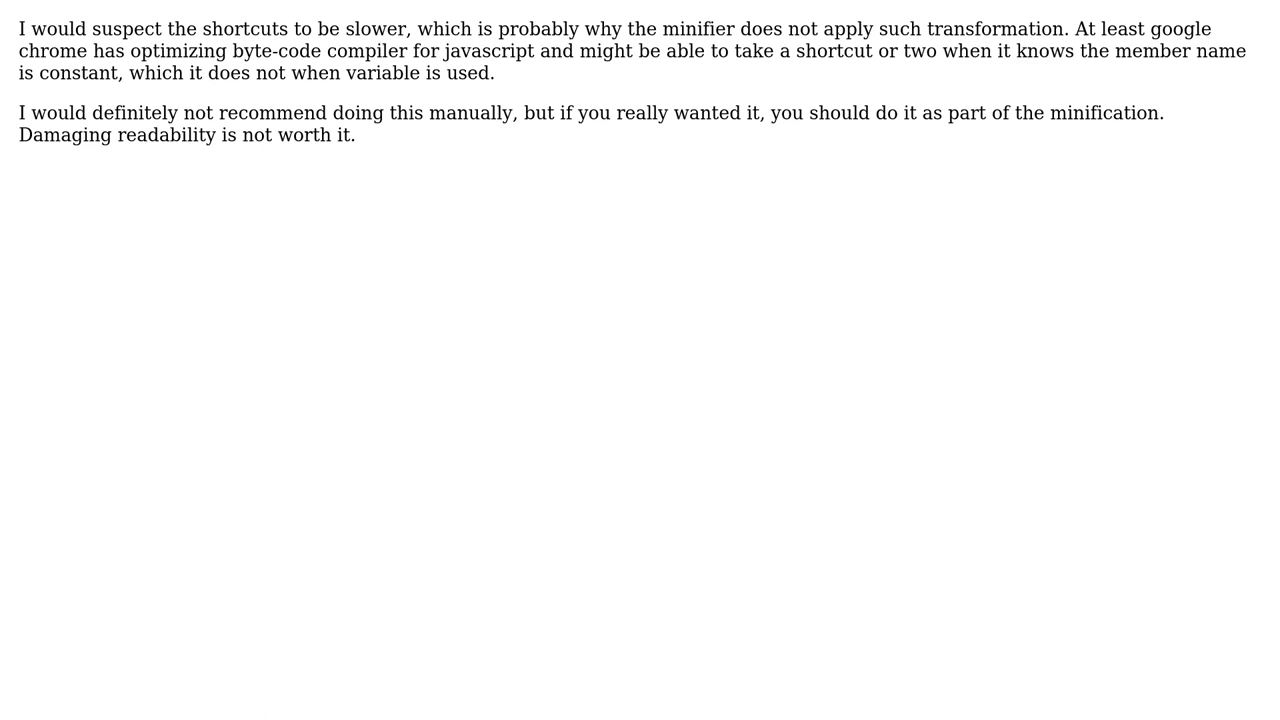 I would suspect the shortcuts to be slower, which is probably why the minifier does not apply such transformation. At least google
chrome has optimizing byte-code compiler for javascript and might be able to take a shortcut or two when it knows the member name
is constant, which it does not when variable is used.
I would definitely not recommend doing this manually, but if you really wanted it, you should do it as part of the minification.
Damaging readability is not worth it.